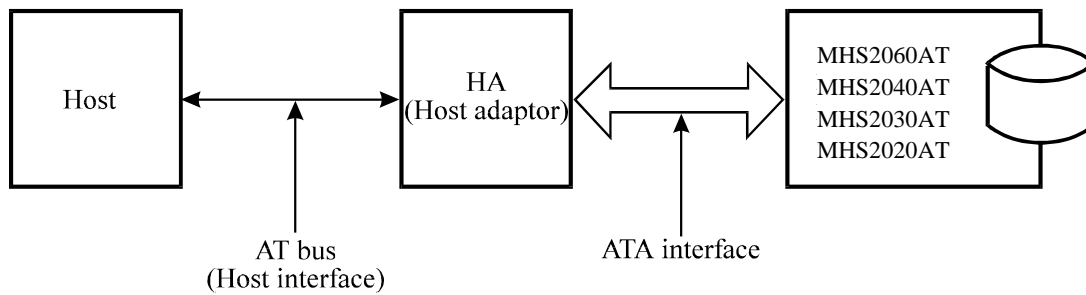 Host
HA
(Host adaptor)
MHS2060AT
MHS2040AT
MHS2030AT
MHS2020AT
AT bus
(Host interface)
ATA interface